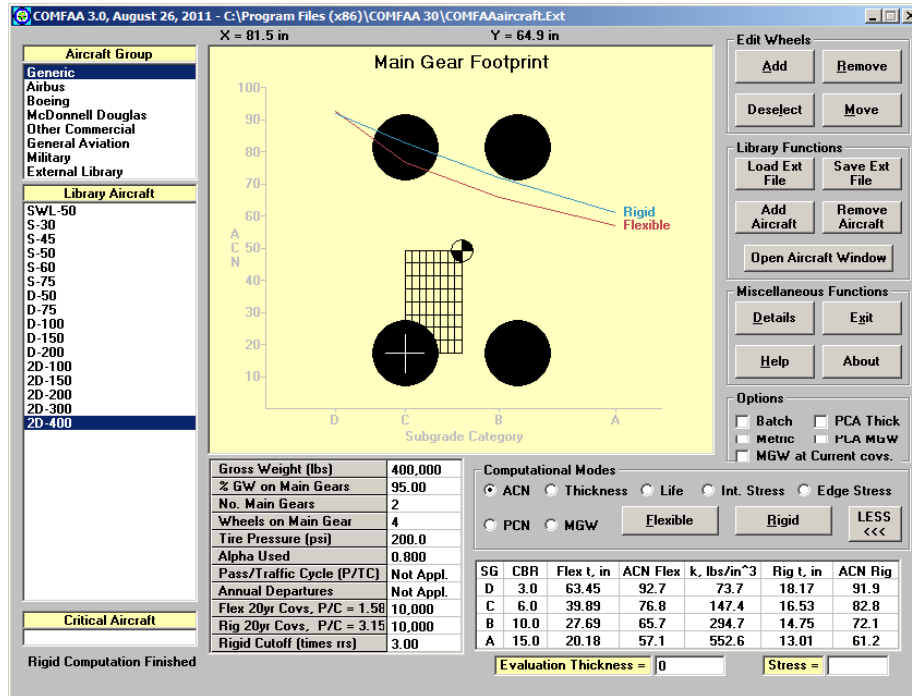 COMFAA 3.0, August 26, 2011 - C:\Program Files (x86)\COMFAA 30\COMFAAaircraft.Ext
X = 81.5 in Y = 64.9 in
Aircraft Group
Generic
Airbus
Boeing
McDonnell Douglas
Other Commercial
General Aviation
Military
External Library
Library Aircraft
SWL-50
S-30
S-45
S-50
S-60
S-75
D-50
D-75
D-100
D-150
D-200
2D-100
2D-150
2D-200
2D-300
2D-400
Critical Aircraft
Rigid Computation Finished
Main Gear Footprint
100
90
80
70
60
50
40
30
20
10
ACN
Rigid
Flexible
D C B A
Subgrade Category
Edit Wheels
Add Remove
Deselect Move
Library Functions
Load Ext File Save Ext File
Add Aircraft Remove Aircraft
Open Aircraft Window
Miscellaneous Functions
Details Exit
Help About
Options
Batch PCA Thick
Metric PCA MGW
MGW at Current covs.
Gross Weight (lbs) 400,000
% GW on Main Gears 95.00
No. Main Gears 2
Wheels on Main Gear 4
Tire Pressure (psi) 200.0
Alpha Used 0.800
Pass/Traffic Cycle (P/TC) Not Appl.
Annual Departures Not Appl.
Flex 20yr Covs, P/C = 1.58 10,000
Rig 20yr Covs, P/C = 3.15 10,000
Rigid Cutoff (times rrs) 3.00
Computational Modes
ACN Thickness Life Int. Stress Edge Stress
PCN MGW Flexible Rigid LESS <<<
SG CBR Flex t, in ACN Flex k, lbs/in^3 Rig t, in ACN Rig
D 3.0 63.45 92.7 73.7 18.17 91.9
C 6.0 39.89 76.8 147.4 16.53 82.8
B 10.0 27.69 65.7 294.7 14.75 72.1
A 15.0 20.18 57.1 552.6 13.01 61.2
Evaluation Thickness = 0 Stress =